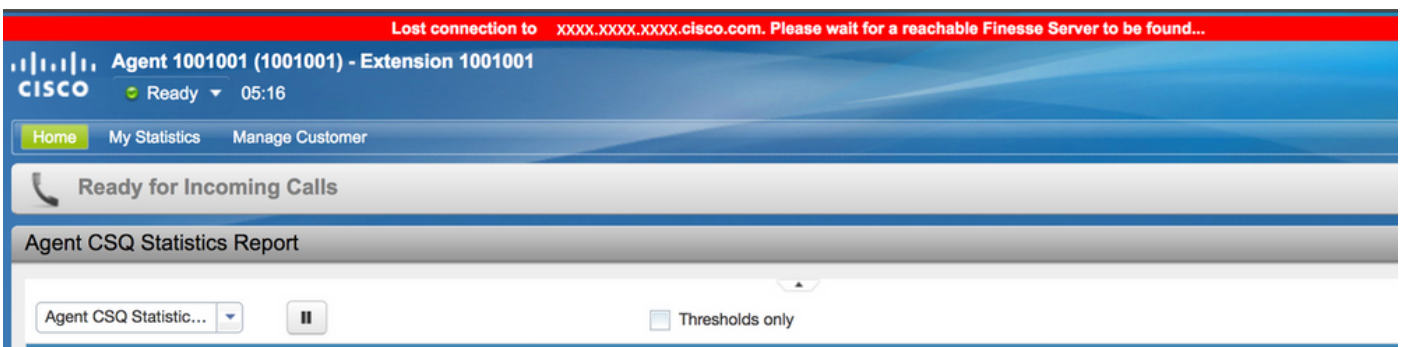 Lost connection to xxxx.xxxx.xxxx.cisco.com. Please wait for a reachable Finesse Server to be found...
Agent 1001001 (1001001) - Extension 1001001
CISCO
Ready 05:16
Home My Statistics Manage Customer
Ready for Incoming Calls
Agent CSQ Statistics Report
Agent CSQ Statistic... Thresholds only